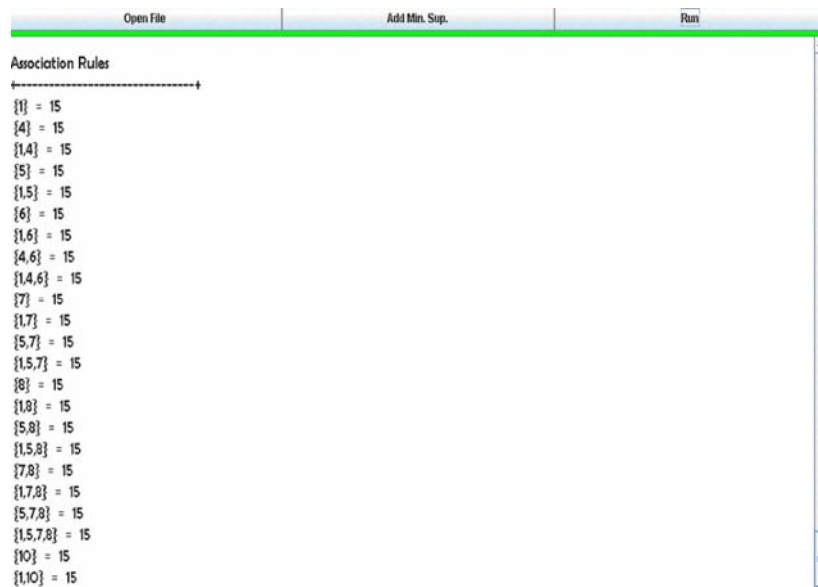 Open File Add Min. Sup. Run
Association Rules
+---------------------------------+
{1} = 15
{4} = 15
{1,4} = 15
{5} = 15
{1,5} = 15
{6} = 15
{1,6} = 15
{4,6} = 15
{1,4,6} = 15
{7} = 15
{1,7} = 15
{5,7} = 15
{1,5,7} = 15
{8} = 15
{1,8} = 15
{5,8} = 15
{1,5,8} = 15
{7,8} = 15
{1,7,8} = 15
{5,7,8} = 15
{1,5,7,8} = 15
{10} = 15
{1,10} = 15